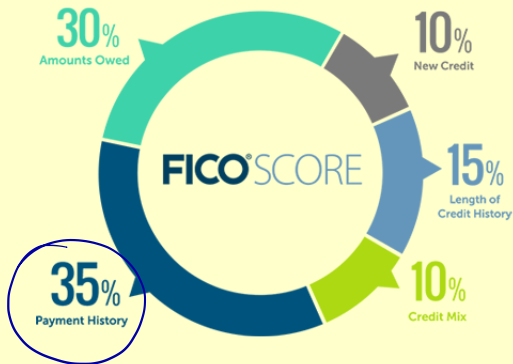 30%
Amounts Owed
10%
New Credit
FICO® SCORE
15%
Length of
Credit History
35%
Payment History
10%
Credit Mix